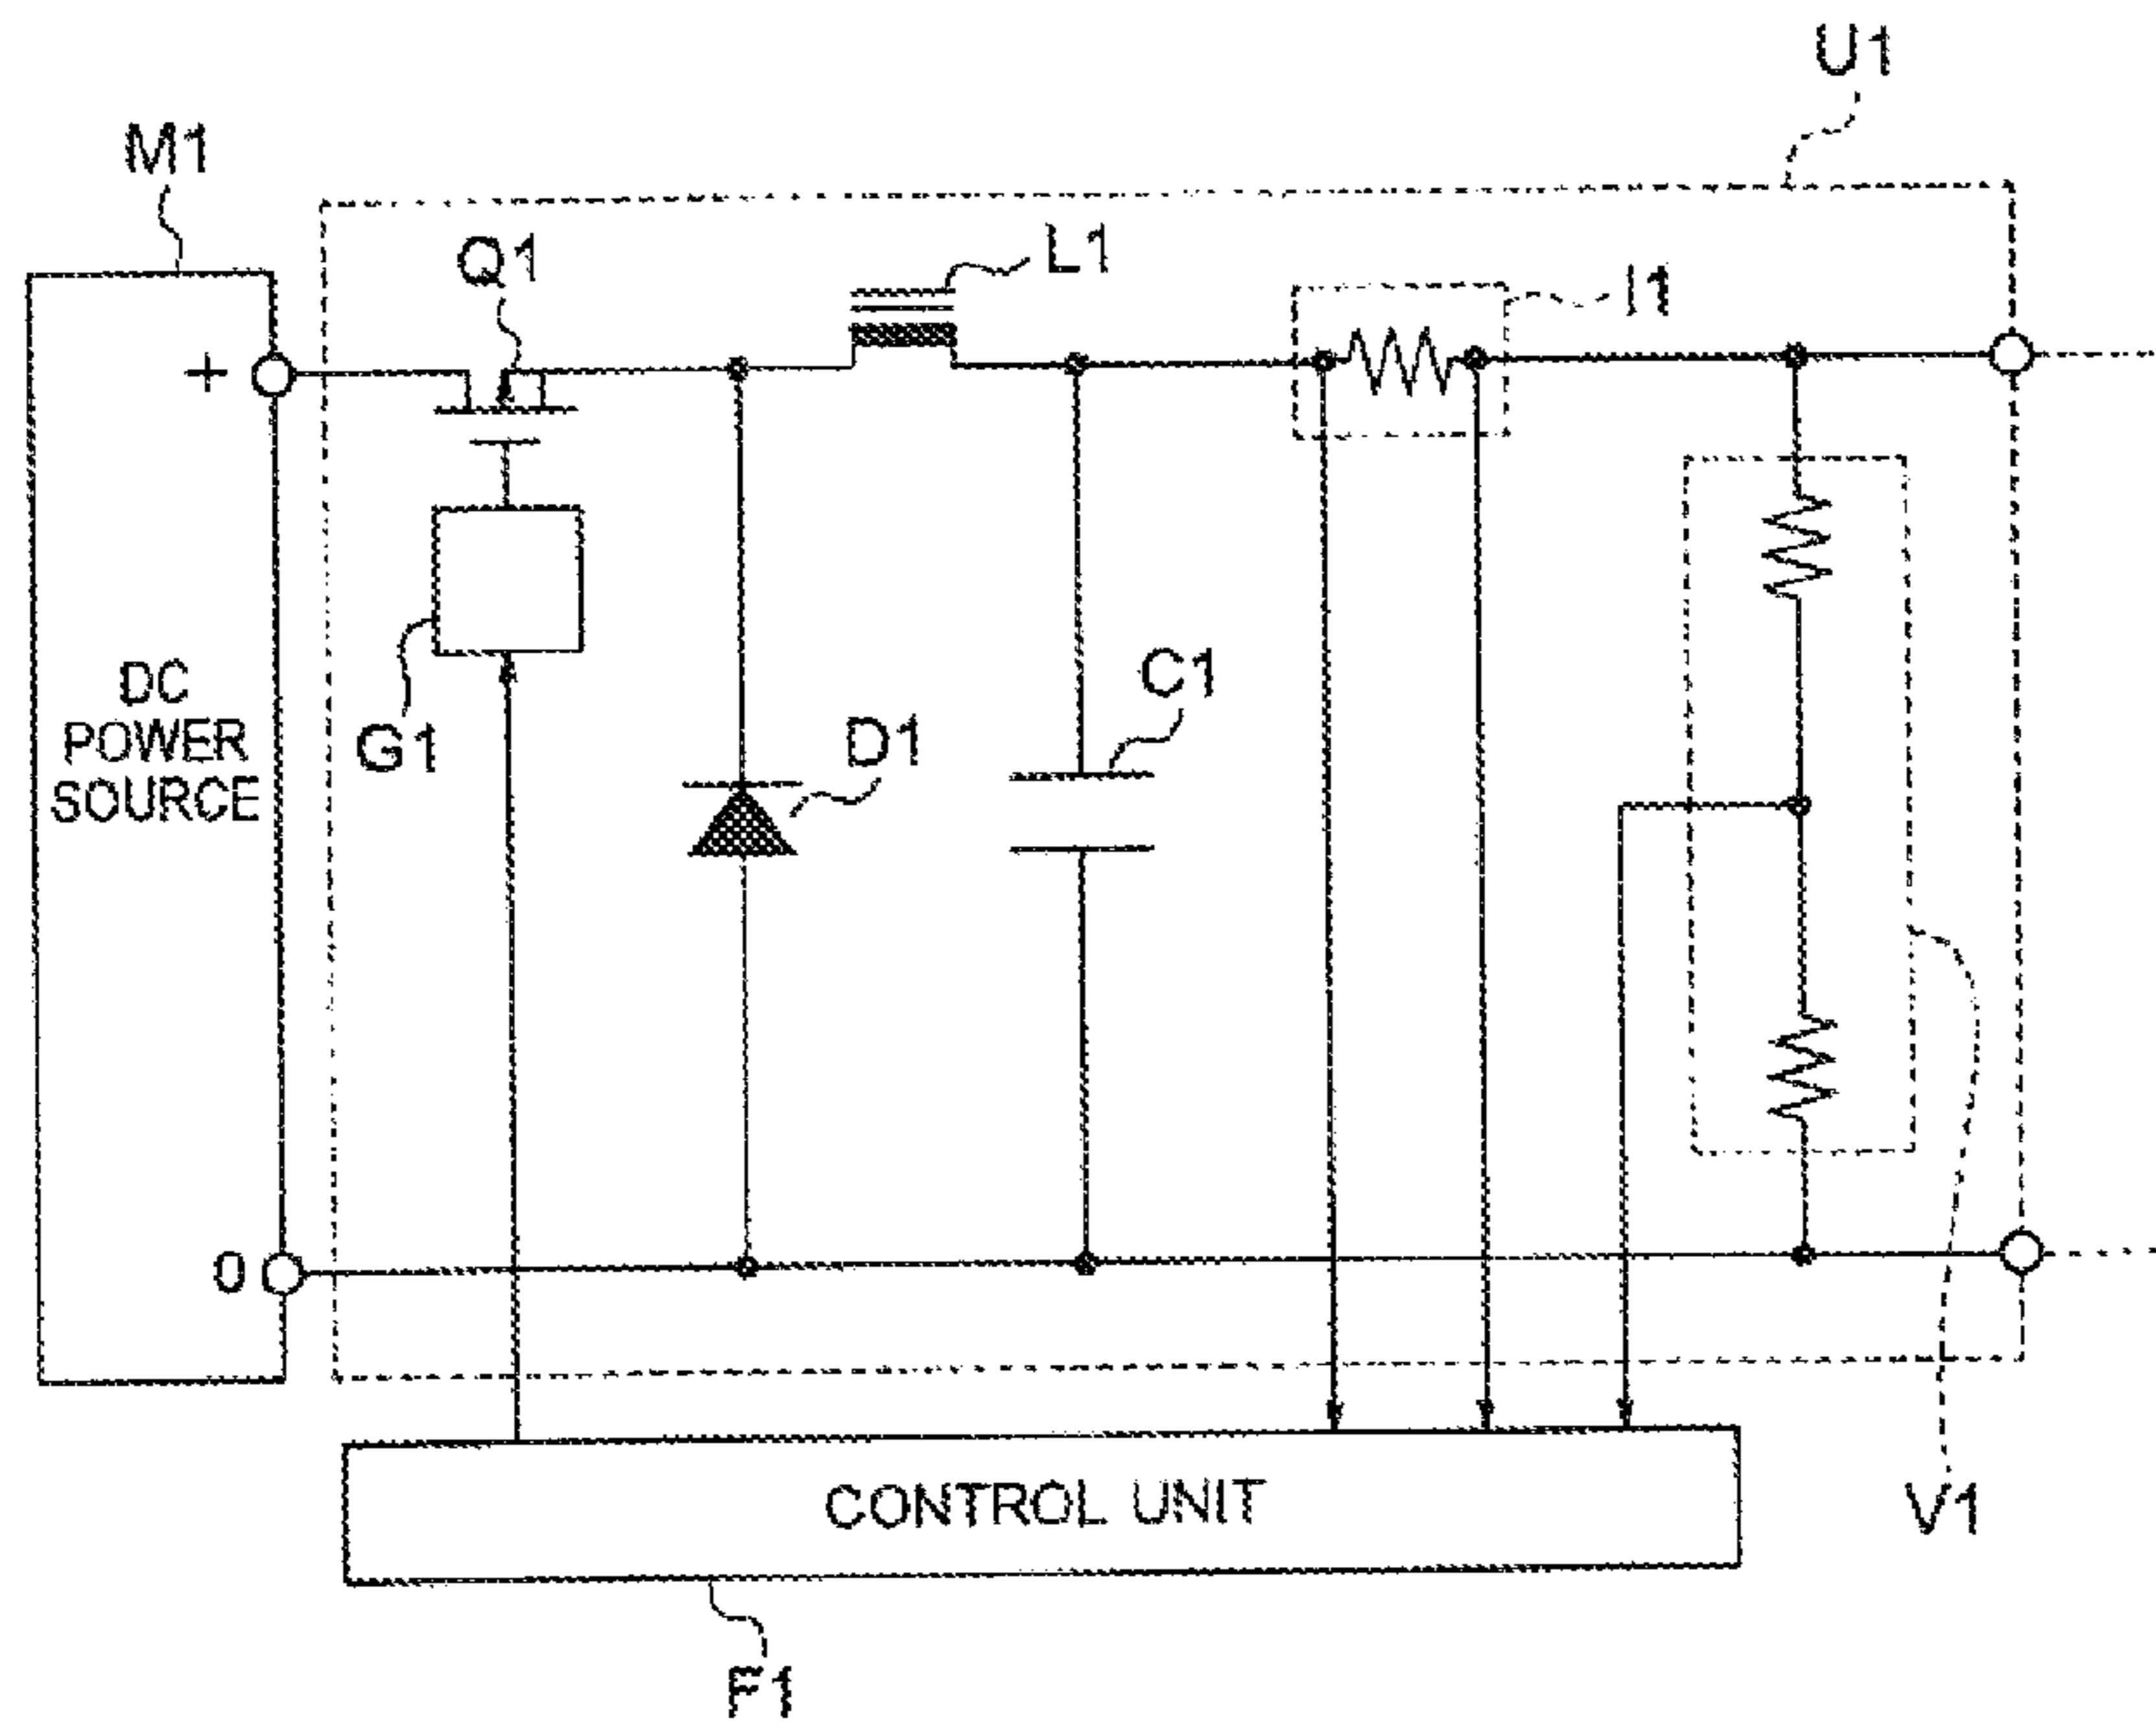 U1
M1
Q1
L1
I1
+
G1
DC
POWER
SOURCE
D1
C1
0
CONTROL UNIT
V1
F1